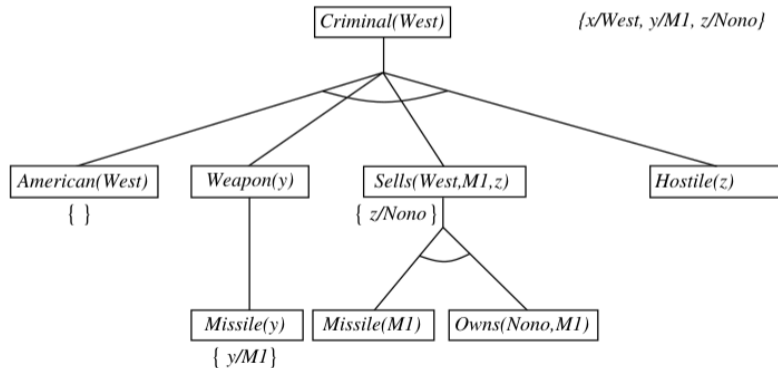 Criminal(West)
{x/West, y/M1, z/Nono}
American(West)
Weapon(y)
Sells(West,M1,z)
Hostile(z)
{ }
{ z/Nono }
Missile(y)
Missile(M1)
Owns(Nono,M1)
{ y/M1}